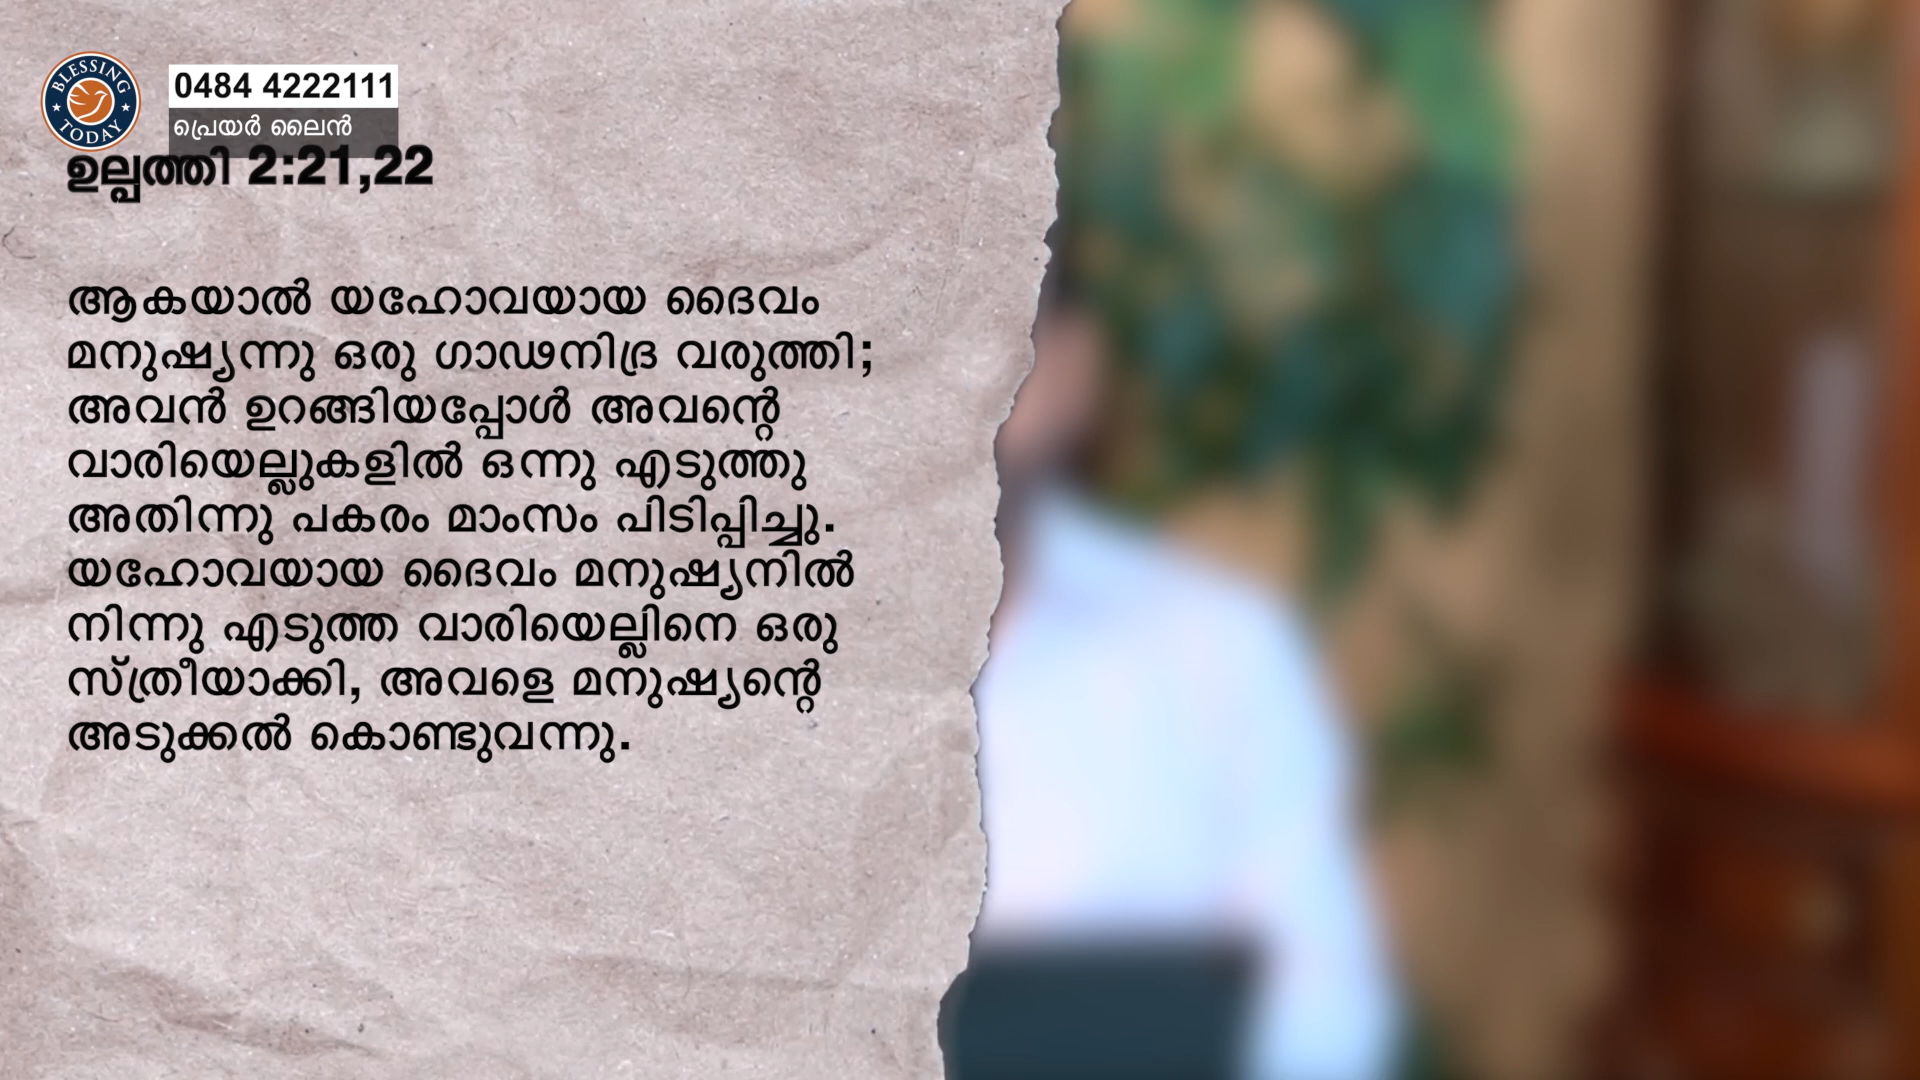 BLESSING TODAY
0484 4222111
പ്രെയർ ലൈൻ
ഉല്പത്തി 2:21,22
ആകയാൽ യഹോവയായ ദൈവം
മനുഷ്യന്നു ഒരു ഗാഢനിദ്ര വരുത്തി;
അവൻ ഉറങ്ങിയപ്പോൾ അവന്റെ
വാരിയെല്ലുകളിൽ ഒന്നു എടുത്തു
അതിന്നു പകരം മാംസം പിടിപ്പിച്ചു.
യഹോവയായ ദൈവം മനുഷ്യനിൽ
നിന്നു എടുത്ത വാരിയെല്ലിനെ ഒരു
സ്ത്രീയാക്കി, അവളെ മനുഷ്യന്റെ
അടുക്കൽ കൊണ്ടുവന്നു.